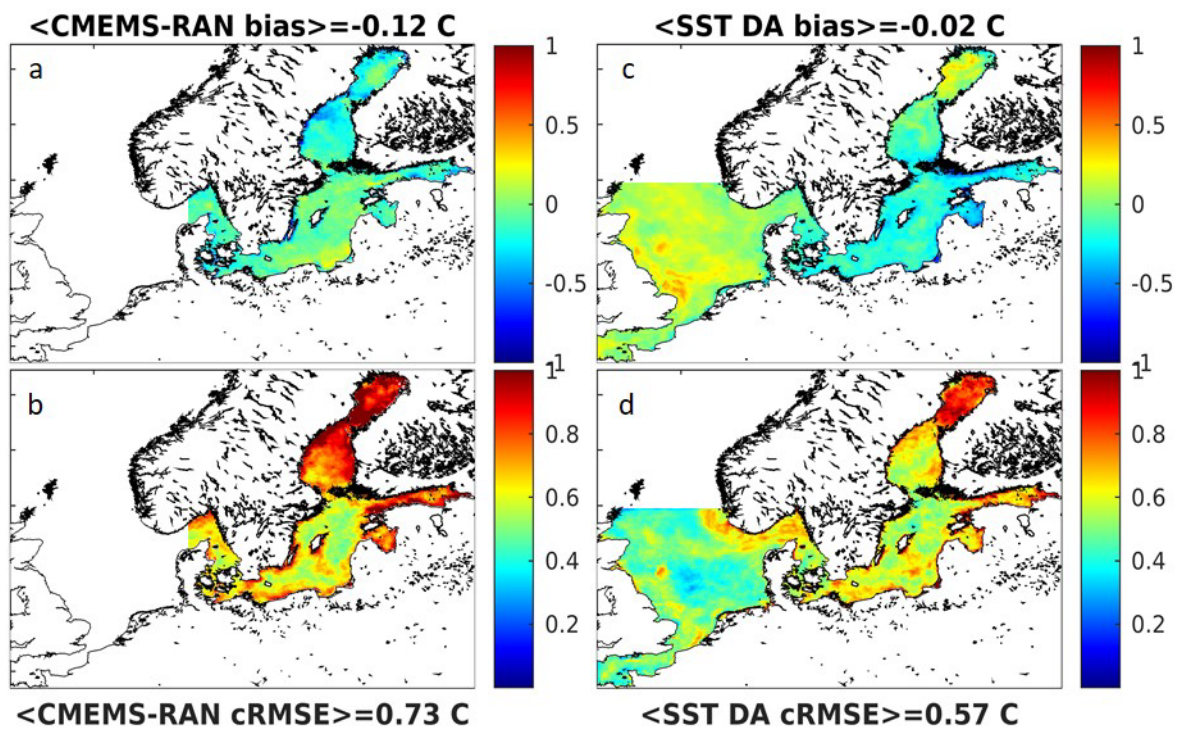 <CMEMS-RAN bias>=-0.12 C
<SST DA bias>=-0.02 C
a
1
0.5
0
-0.5
-1
c
1
0.5
0
-0.5
-1
b
1
0.8
0.6
0.4
0.2
d
1
0.8
0.6
0.4
0.2
<CMEMS-RAN cRMSE>=0.73 C
<SST DA cRMSE>=0.57 C